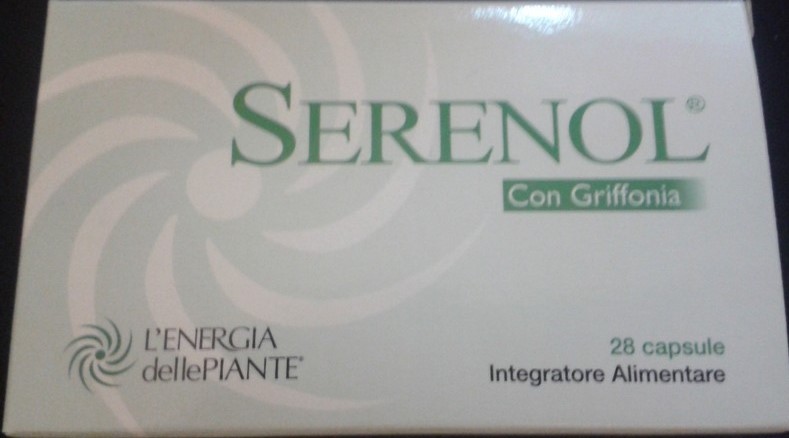 SERENOL®
Con Griffonia
L'ENERGIA
dellePIANTE®
28 capsule
Integratore Alimentare